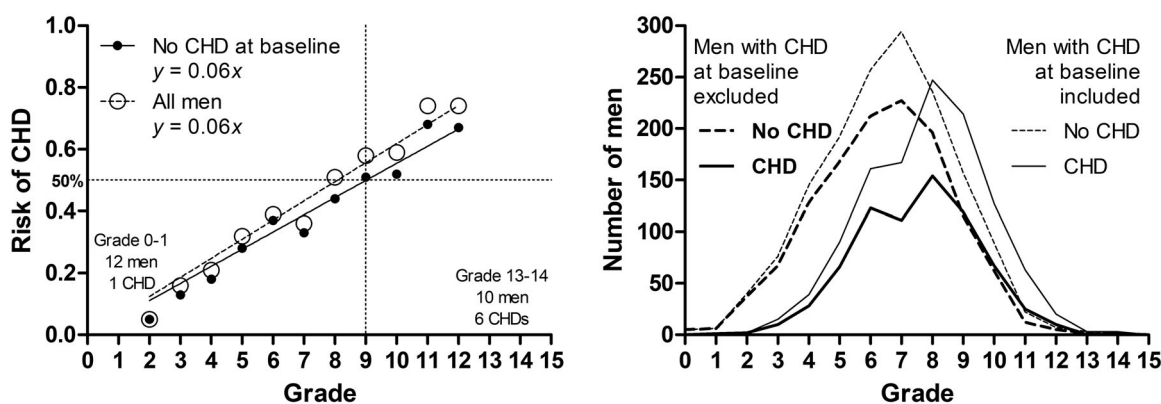 Risk of CHD
1.0
0.8
0.6
50%
0.4
0.2
0.0
No CHD at baseline
y = 0.06x
All men
y = 0.06x
Grade 0-1
12 men
1 CHD
Grade 13-14
10 men
6 CHDs
0 1 2 3 4 5 6 7 8 9 10 11 12 13 14 15
Grade
Number of men
300
250
200
150
100
50
0
Men with CHD
at baseline
excluded
No CHD
CHD
Men with CHD
at baseline
included
No CHD
CHD
0 1 2 3 4 5 6 7 8 9 10 11 12 13 14 15
Grade